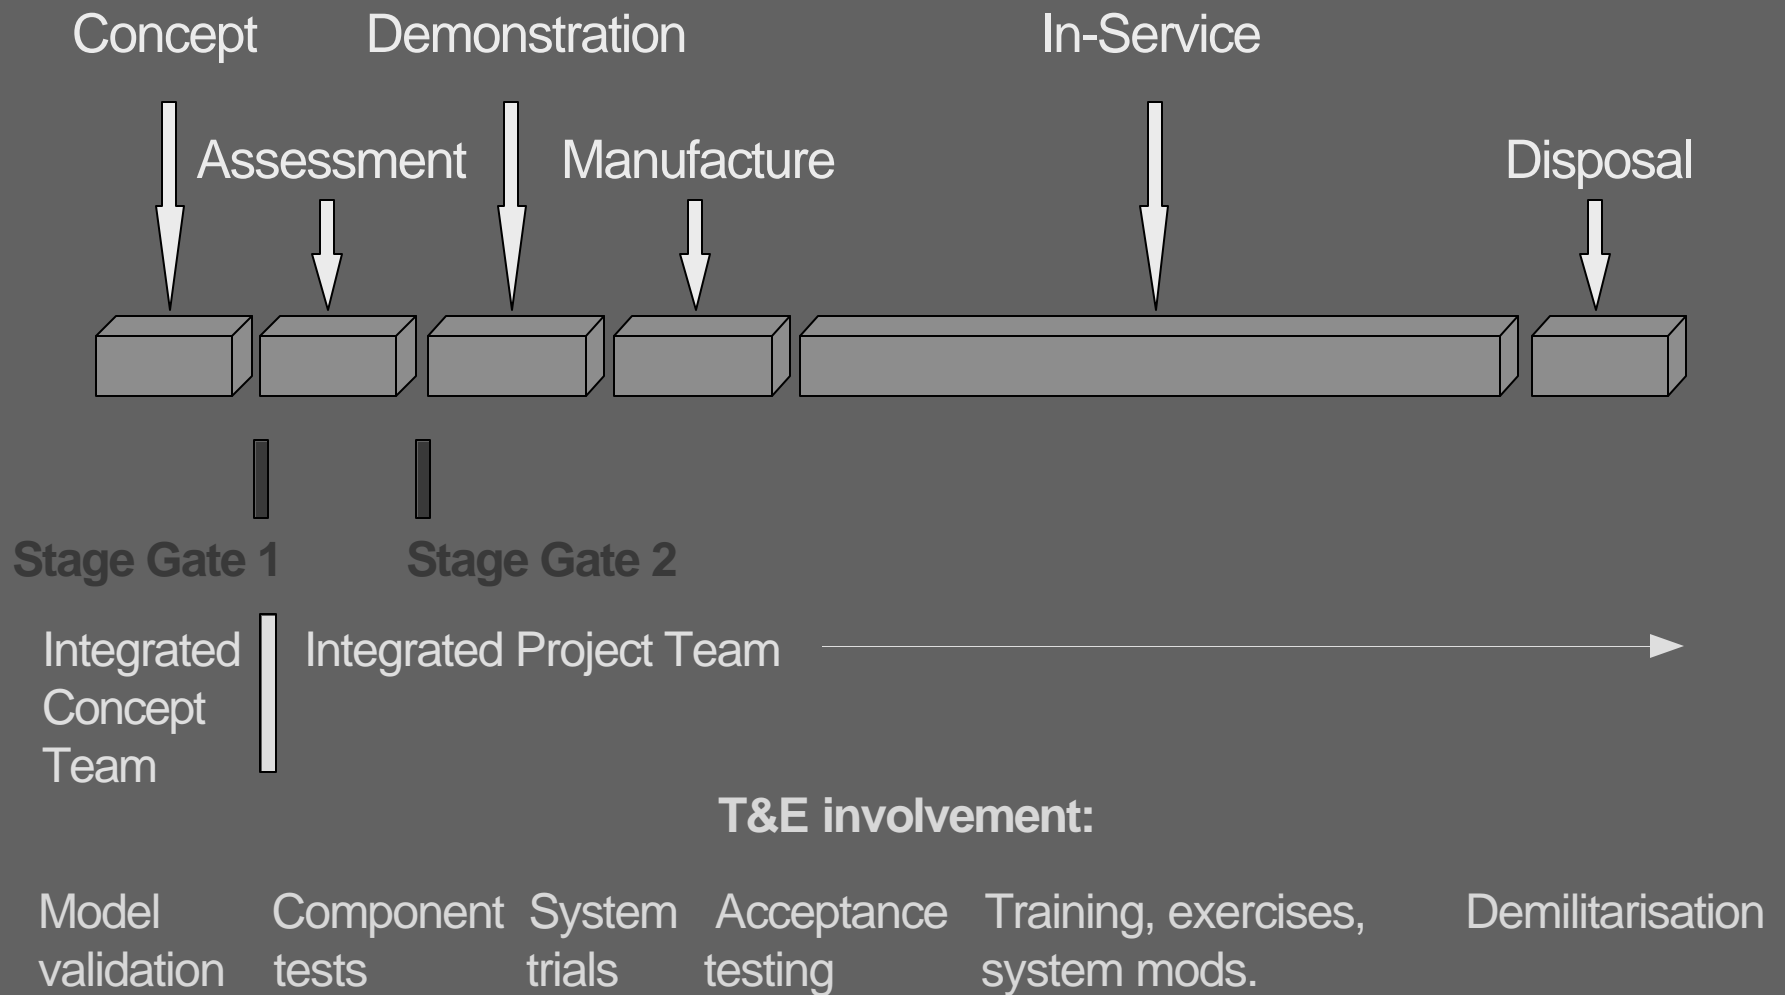 Concept Demonstration In-Service
Assessment Manufacture Disposal
Stage Gate 1 Stage Gate 2
Integrated
Concept
Team
Integrated Project Team
T&E involvement:
Model
validation
Component
tests
System
trials
Acceptance
testing
Training, exercises,
system mods.
Demilitarisation